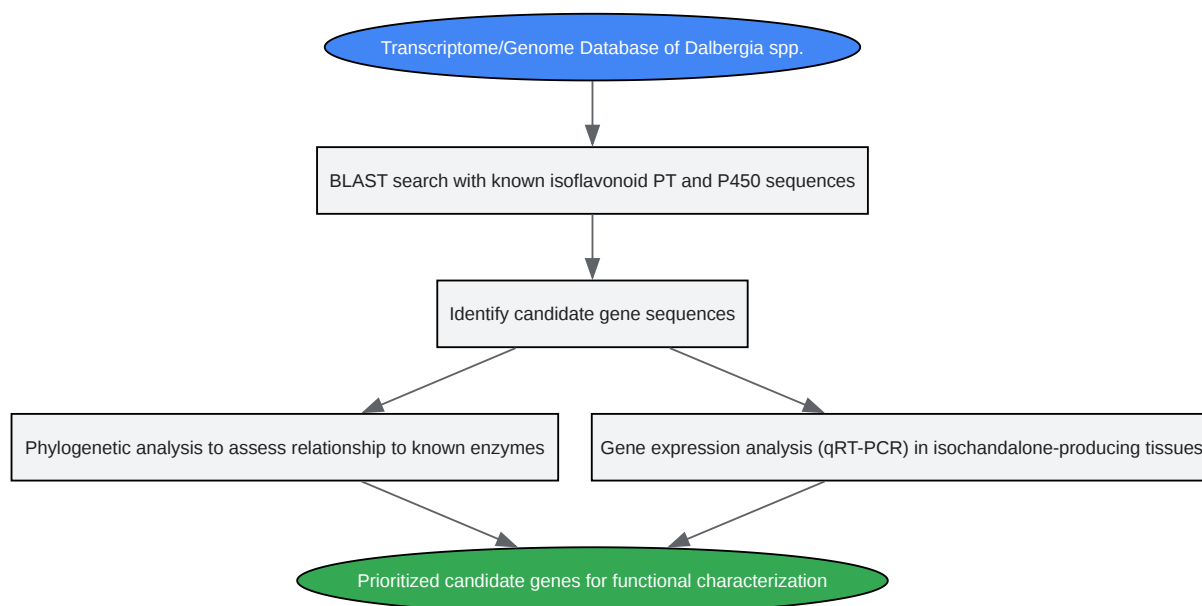 Transcriptome/Genome Database of Dalbergia spp.
BLAST search with known isoflavonoid PT and P450 sequences
Identify candidate gene sequences
Phylogenetic analysis to assess relationship to known enzymes
Gene expression analysis (qRT-PCR) in isochandalone-producing tissues
Prioritized candidate genes for functional characterization